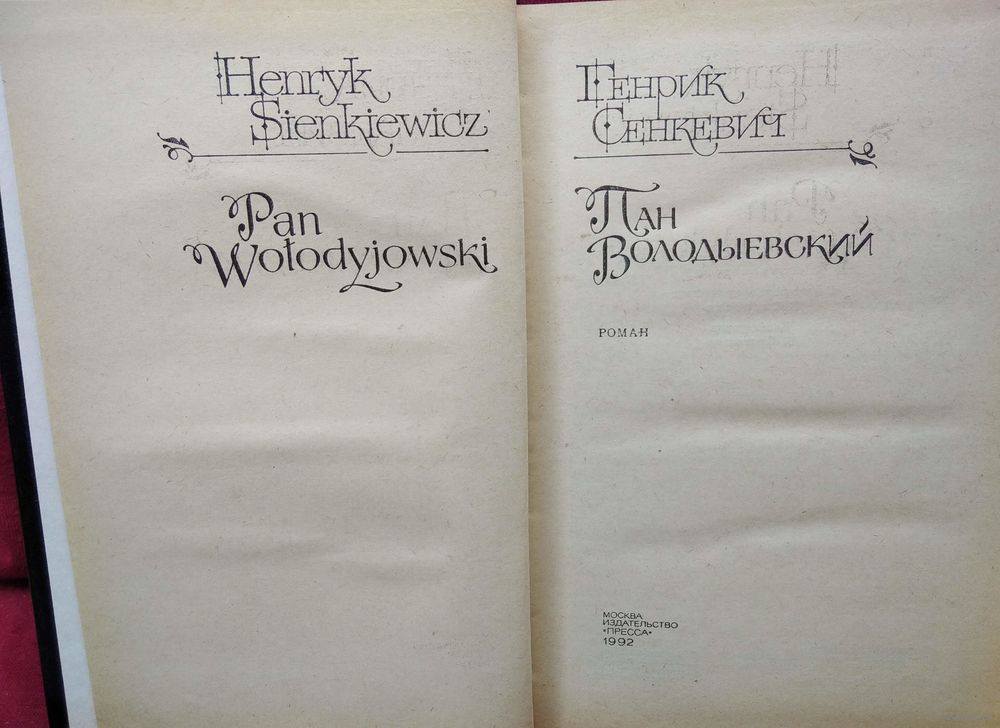 Henryk
Sienkiewicz
Pan
Wołodyjowski
Генрик
Сенкевич
Пан
Володыевский
РОМАН
МОСКВА
ИЗДАТЕЛЬСТВО
«ПРЕССА»
1992